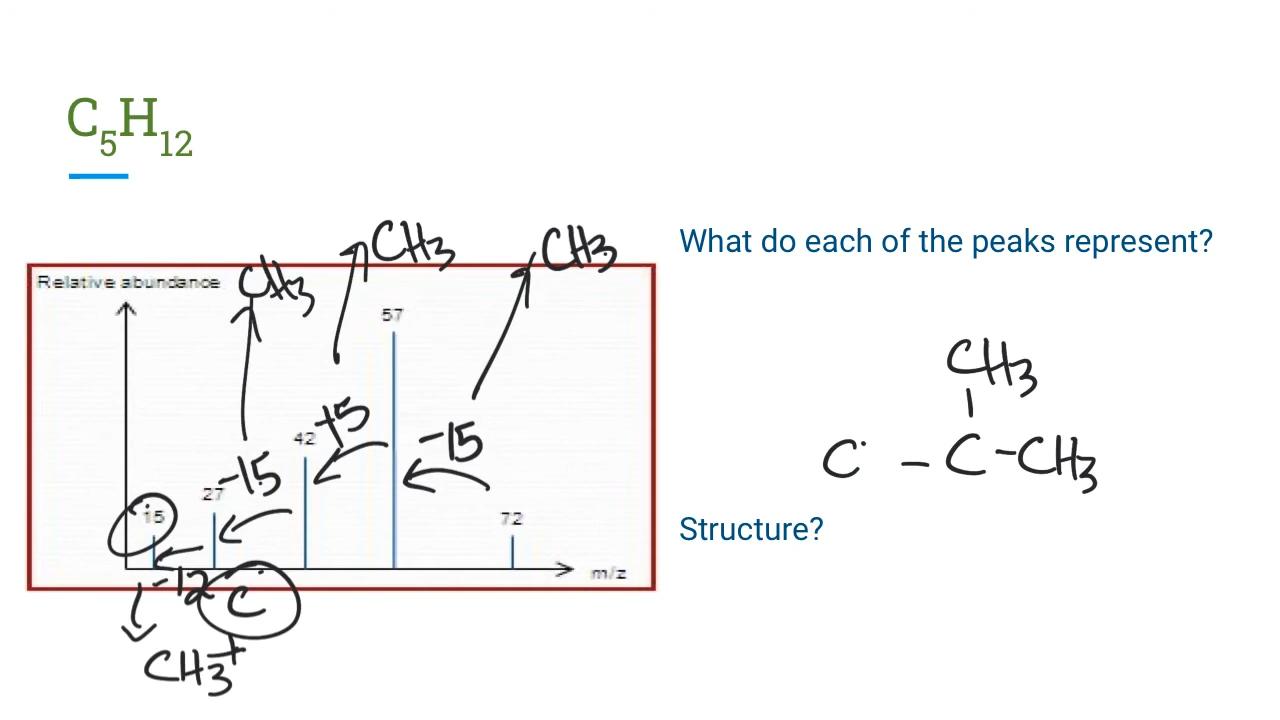 C5H12
What do each of the peaks represent?
CH3
CH3
CH3
Relative abundance
57
42
-15
-15
-15
27
15
72
m/z
-12
C
CH3+
CH3
C - C - CH3
Structure?